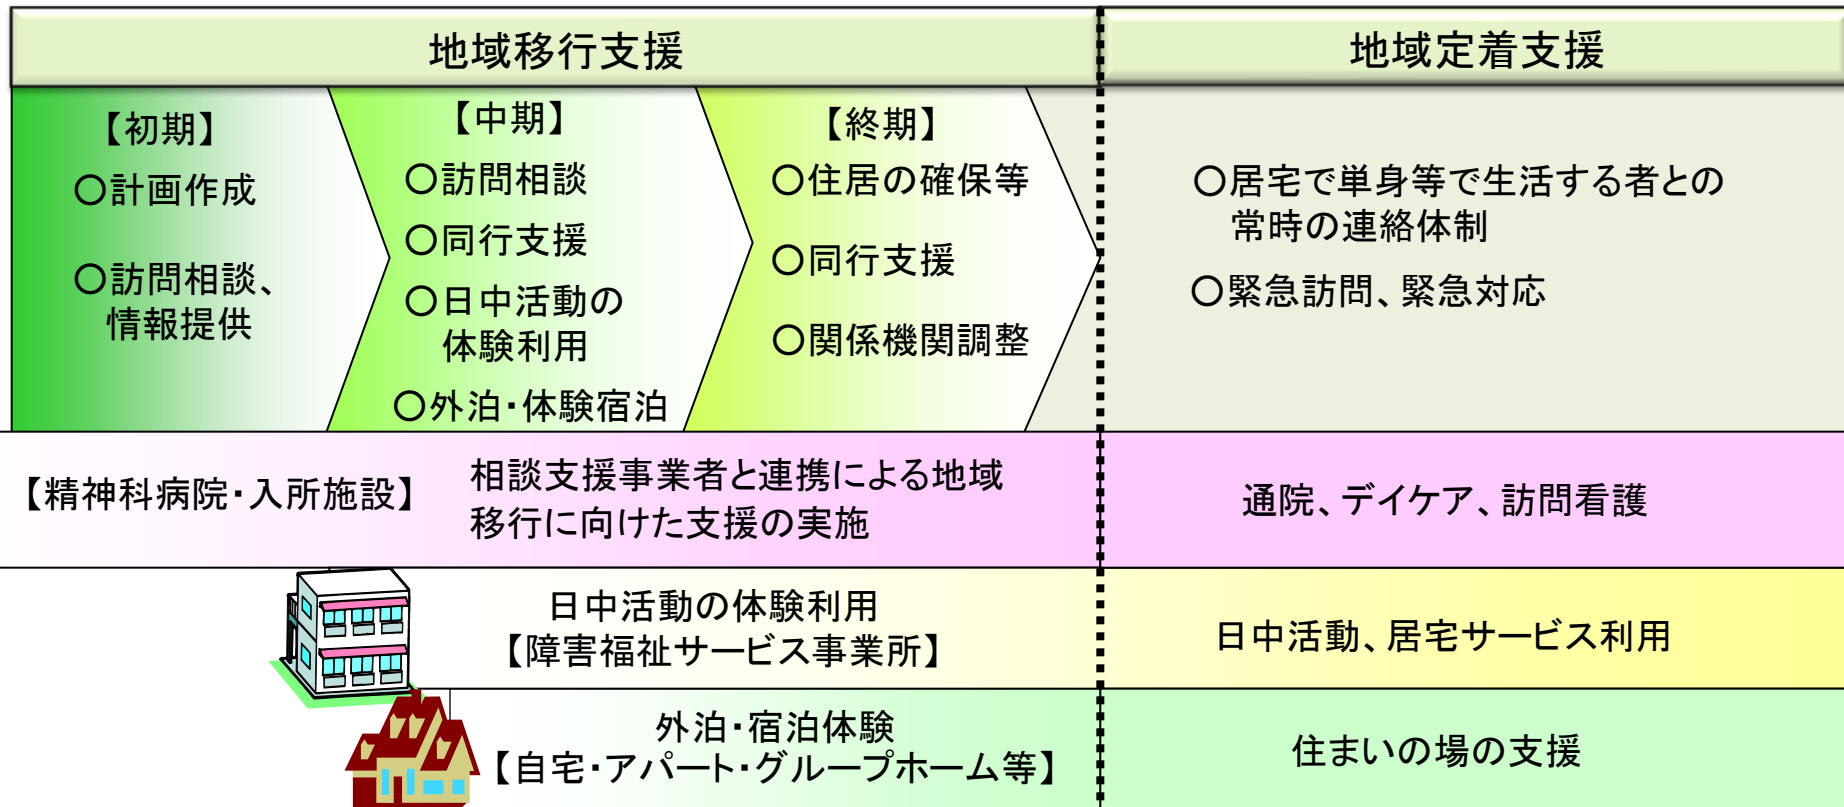 地域移行支援
地域定着支援
【初期】
○計画作成
○訪問相談、
情報提供
【中期】
○訪問相談
○同行支援
○日中活動の
体験利用
○外泊・体験宿泊
【終期】
○住居の確保等
○同行支援
○関係機関調整
○居宅で単身等で生活する者との
常時の連絡体制
○緊急訪問、緊急対応
【精神科病院・入所施設】
相談支援事業者と連携による地域
移行に向けた支援の実施
通院、デイケア、訪問看護
日中活動の体験利用
【障害福祉サービス事業所】
日中活動、居宅サービス利用
外泊・宿泊体験
【自宅・アパート・グループホーム等】
住まいの場の支援